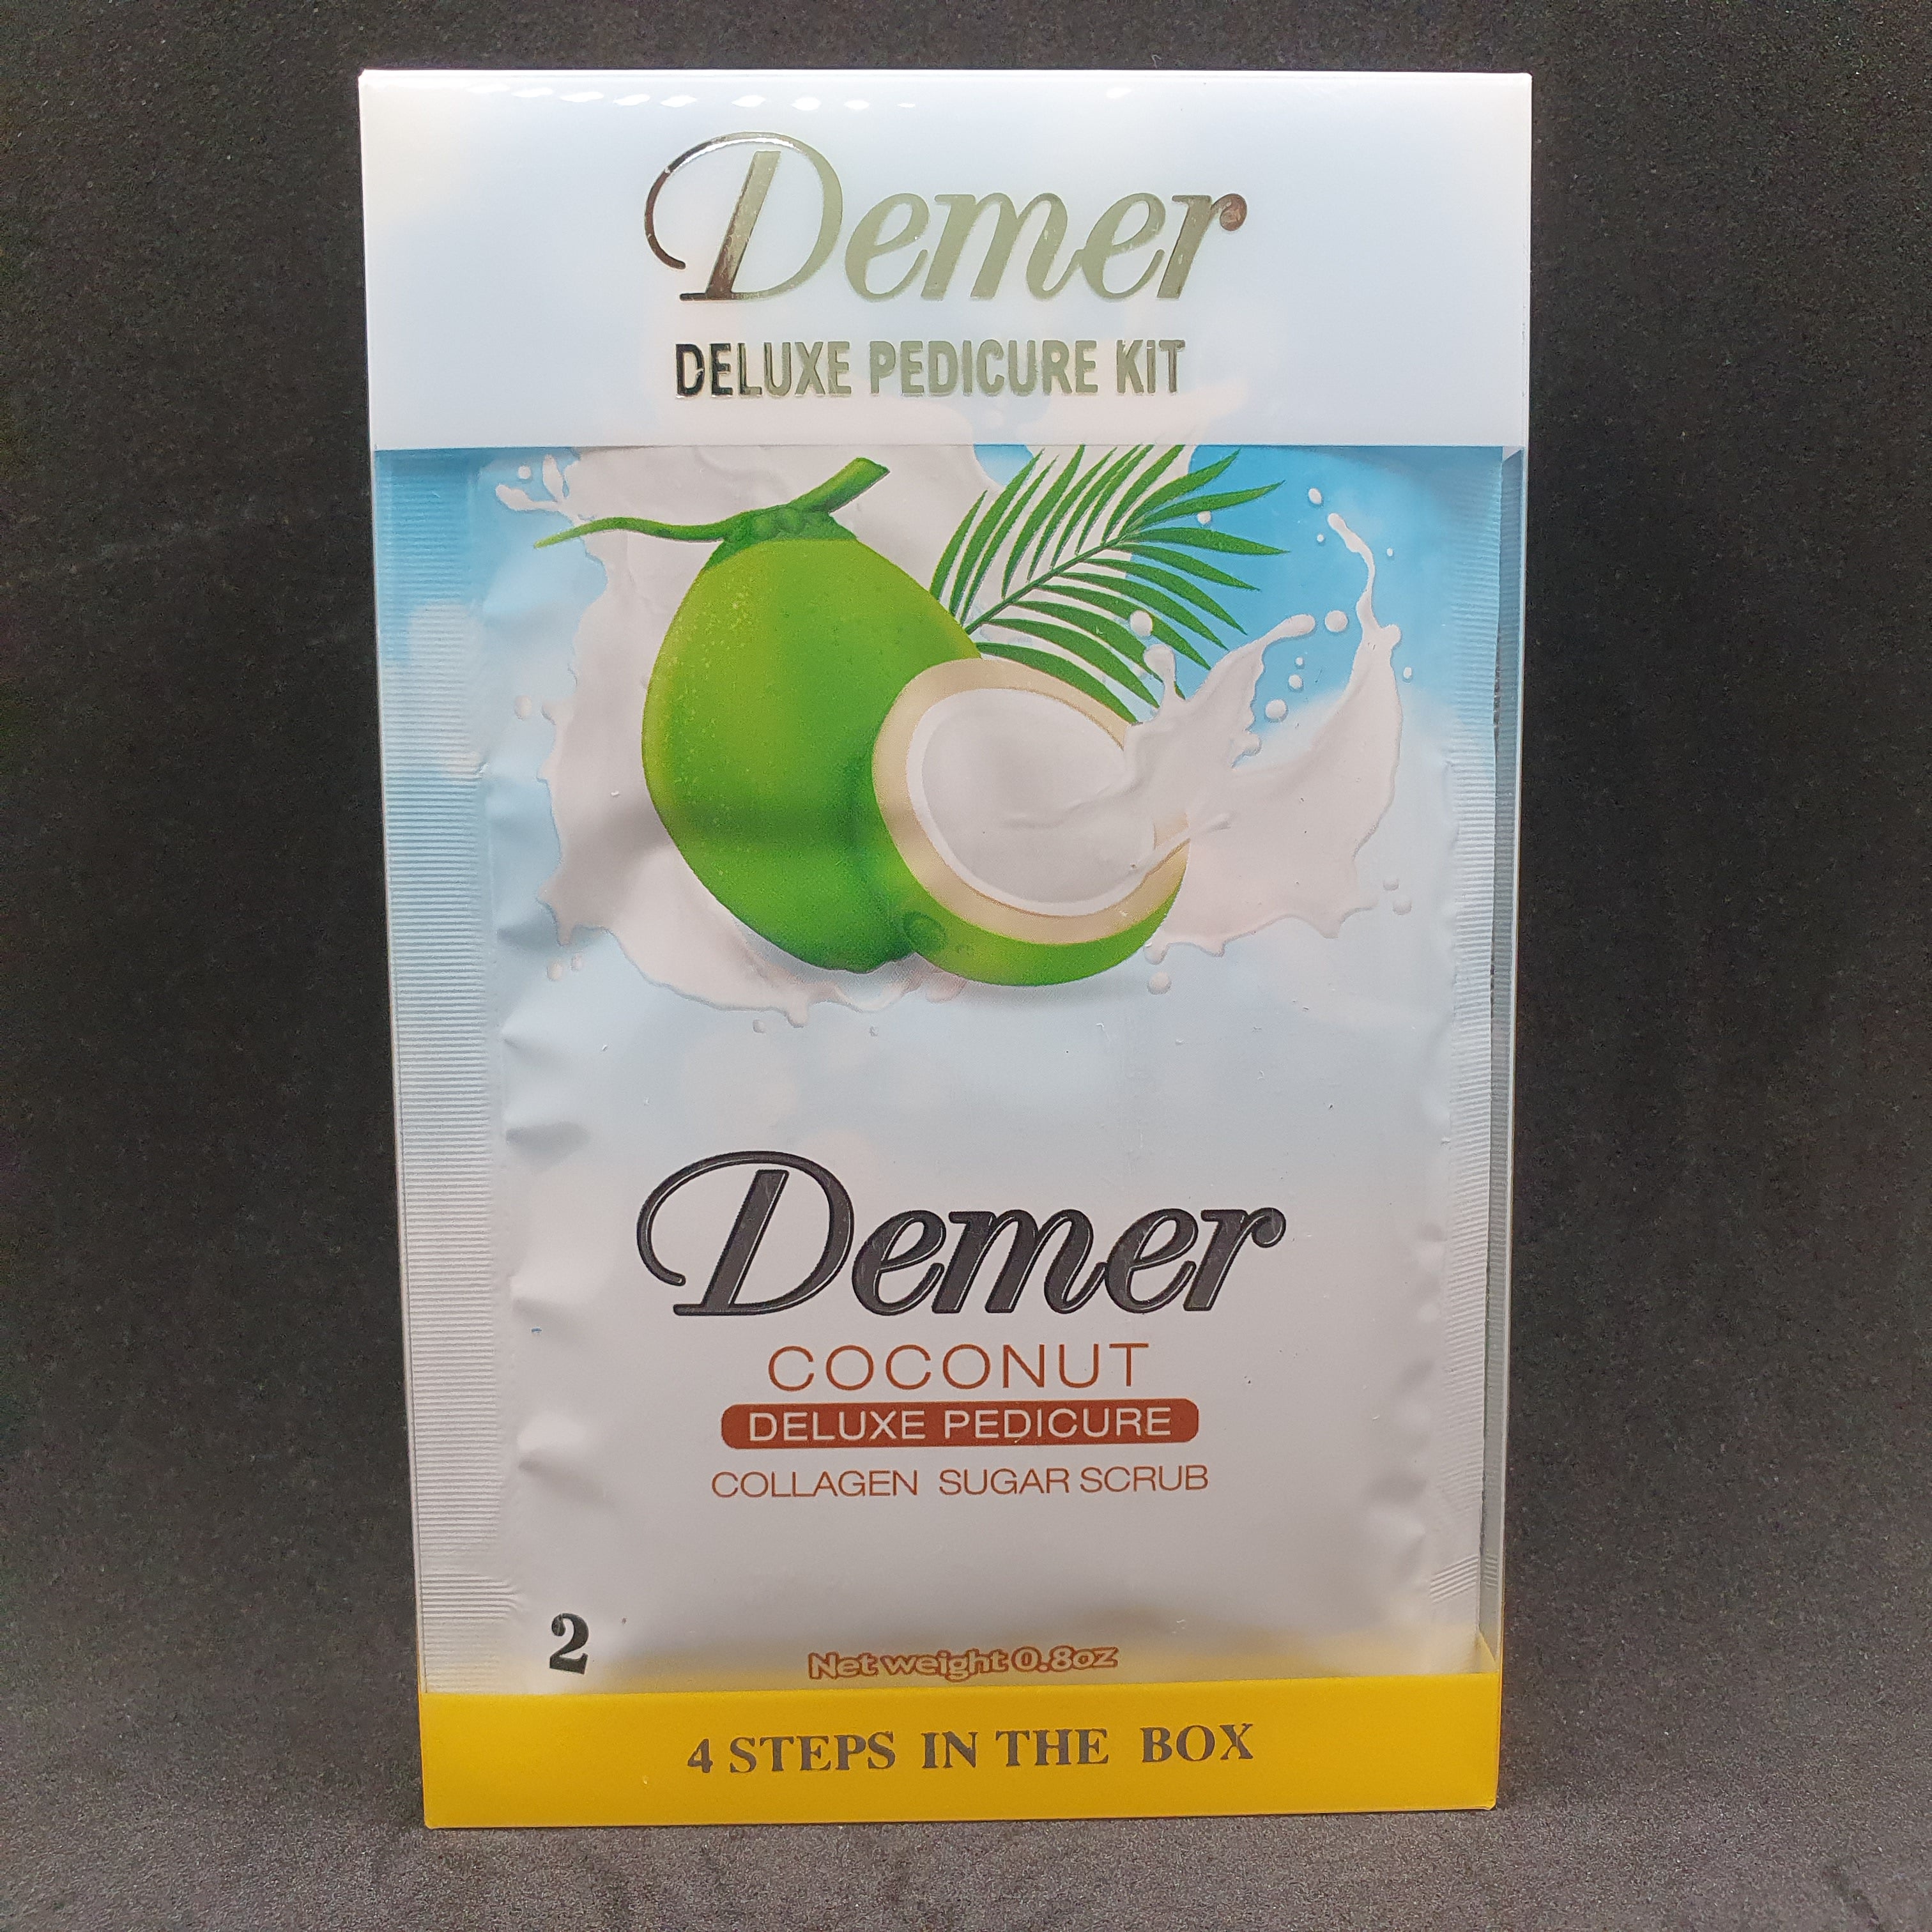 Demer
DELUXE PEDICURE KIT
Demer
COCONUT
DELUXE PEDICURE
COLLAGEN SUGAR SCRUB
2
Net weight 0.8oz
4 STEPS IN THE BOX